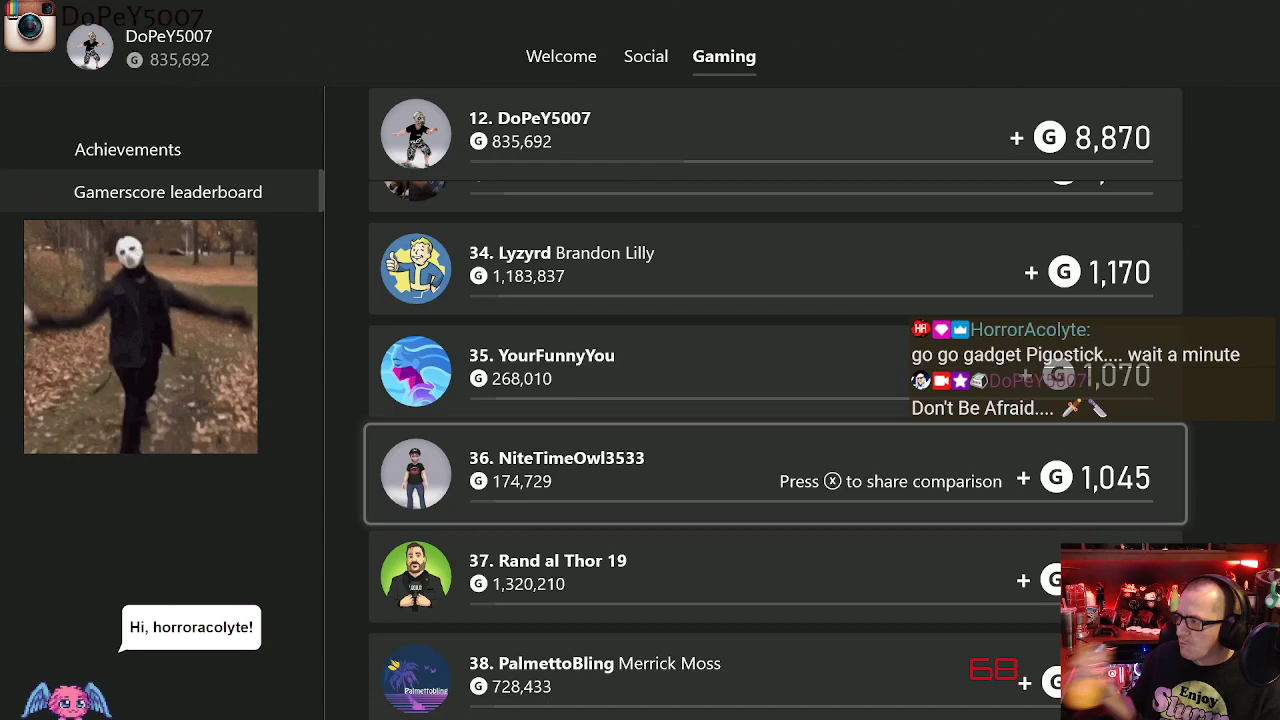 DoPeY5007
DoPeY5007
G 835,692
Welcome Social Gaming
Achievements
Gamerscore leaderboard
12. DoPeY5007
G 835,692
+ G 8,870
34. Lyzyrd Brandon Lilly
G 1,183,837
+ G 1,170
35. YourFunnyYou
G 268,010
+ G 1,070
HorrorAcolyte:
go go gadget Pigostick.... wait a minute
DoPeY5007
Don't Be Afraid....
36. NiteTimeOwl3533
G 174,729
Press X to share comparison
+ G 1,045
37. Rand al Thor 19
G 1,320,210
+ G
38. PalmettoBling Merrick Moss
G 728,433
+ G
68
Hi, horroracolyte!
Palmettobling
Enjoy